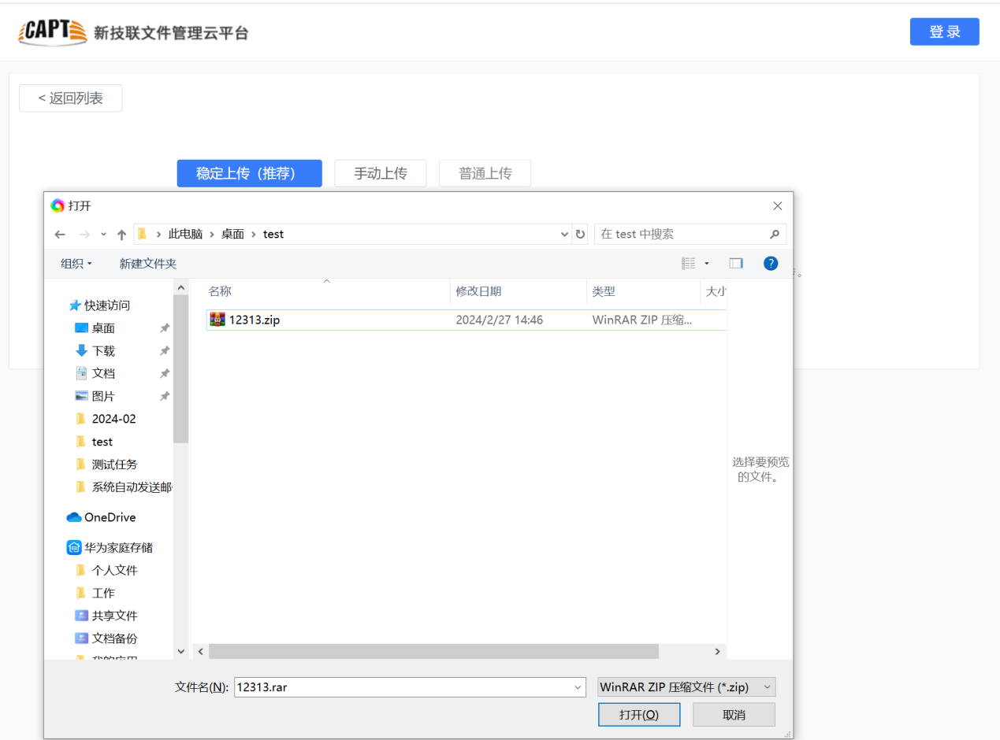 CAPT 新技联文件管理云平台
登录
< 返回列表
稳定上传（推荐） 手动上传 普通上传
打开
此电脑 > 桌面 > test
在 test 中搜索
组织 新建文件夹
名称 修改日期 类型 大小
12313.zip 2024/2/27 14:46 WinRAR ZIP 压缩...
快速访问
桌面
下载
文档
图片
2024-02
test
测试任务
系统自动发送邮
OneDrive
华为家庭存储
个人文件
工作
共享文件
文档备份
我的应用
选择要预览
的文件。
文件名(N): 12313.rar
WinRAR ZIP 压缩文件 (*.zip)
打开(O) 取消